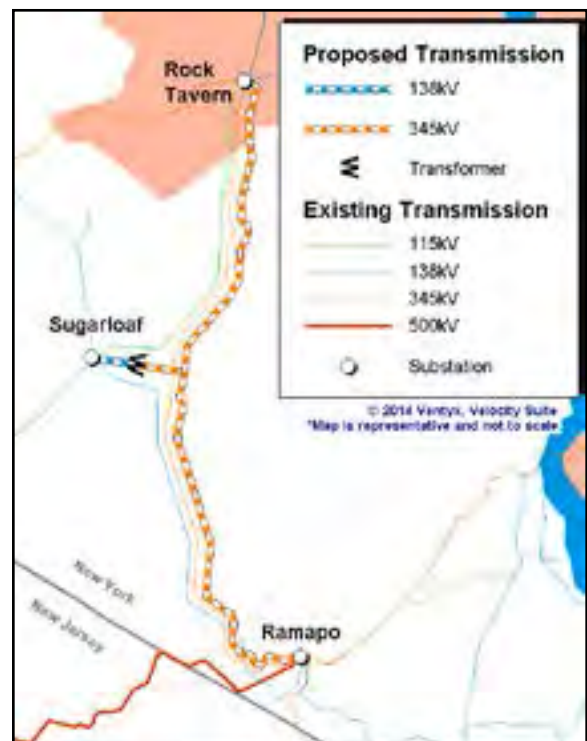 Rock
Tavern
Sugarloaf
New York
New Jersey
Ramapo
Proposed Transmission
138kV
345kV
Transformer
Existing Transmission
115kV
138kV
345kV
500kV
Substation
© 2014 Ventyx, Velocity Suite
*Map is representative and not to scale